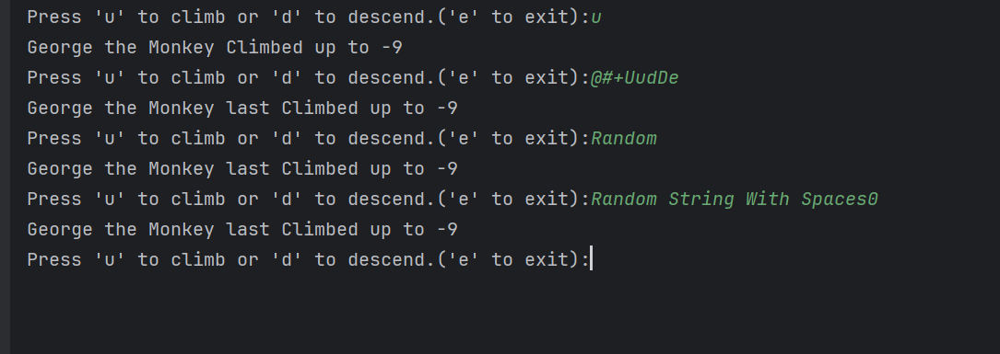 Press 'u' to climb or 'd' to descend.('e' to exit):u
George the Monkey Climbed up to -9
Press 'u' to climb or 'd' to descend.('e' to exit):@#+UudDe
George the Monkey last Climbed up to -9
Press 'u' to climb or 'd' to descend.('e' to exit):Random
George the Monkey last Climbed up to -9
Press 'u' to climb or 'd' to descend.('e' to exit):Random String With Spaces0
George the Monkey last Climbed up to -9
Press 'u' to climb or 'd' to descend.('e' to exit):